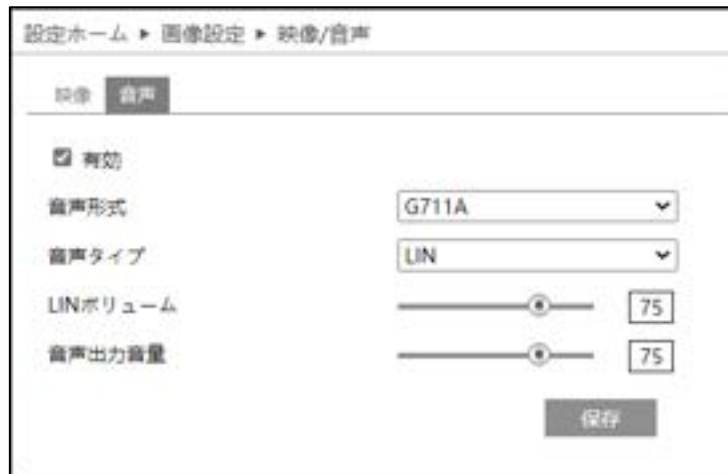 設定ホーム ▶ 画像設定 ▶ 映像/音声
映像 音声
有効
音声形式 G711A
音声タイプ LIN
LINボリューム 75
音声出力音量 75
保存